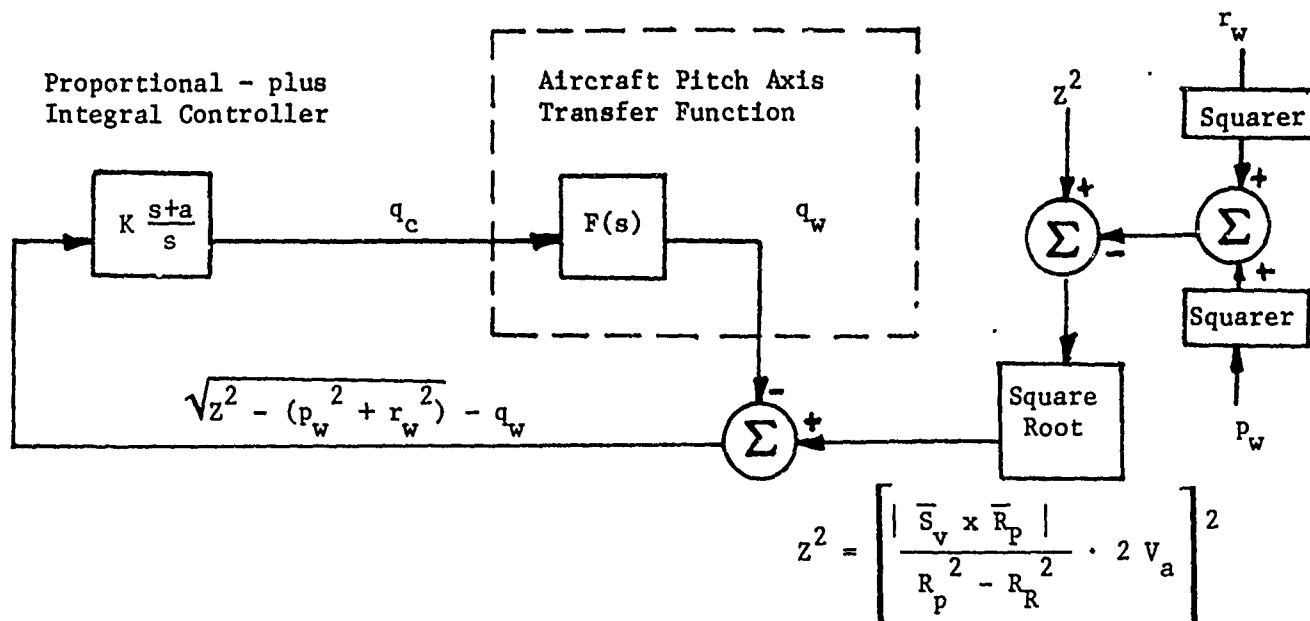 r_w
Proportional - plus
Integral Controller
Aircraft Pitch Axis
Transfer Function
Z^2
Squarer
K (s+a)/s
q_c
F(s)
q_w
+
+
Σ
-
Σ
+
Squarer
√(Z^2 - (p_w^2 + r_w^2)) - q_w
-
Σ
+
Square
Root
p_w
Z^2 = [ | S̅_v x R̅_P | / (R_p^2 - R_R^2) · 2 V_a ]^2